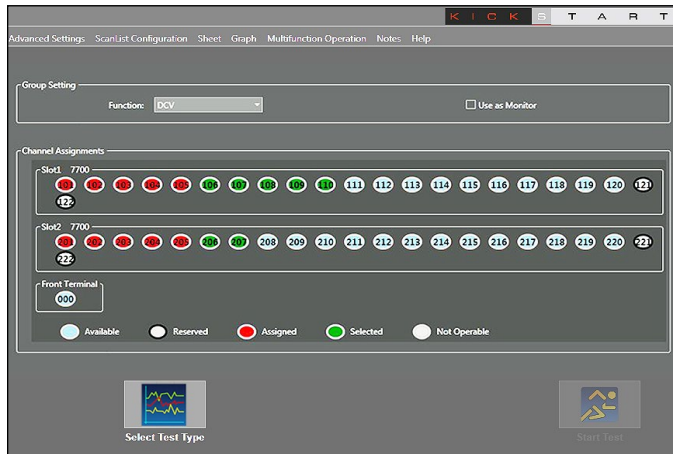 KICKSTART
Advanced Settings ScanList Configuration Sheet Graph Multifunction Operation Notes Help
Group Setting
Function: DCV Use as Monitor
Channel Assignments
Slot1 7700
101 102 103 104 105 106 107 108 109 110 111 112 113 114 115 116 117 118 119 120 121
122
Slot2 7700
201 202 203 204 205 206 207 208 209 210 211 212 213 214 215 216 217 218 219 220 221
222
Front Terminal
000
Available Reserved Assigned Selected Not Operable
Select Test Type Start Test